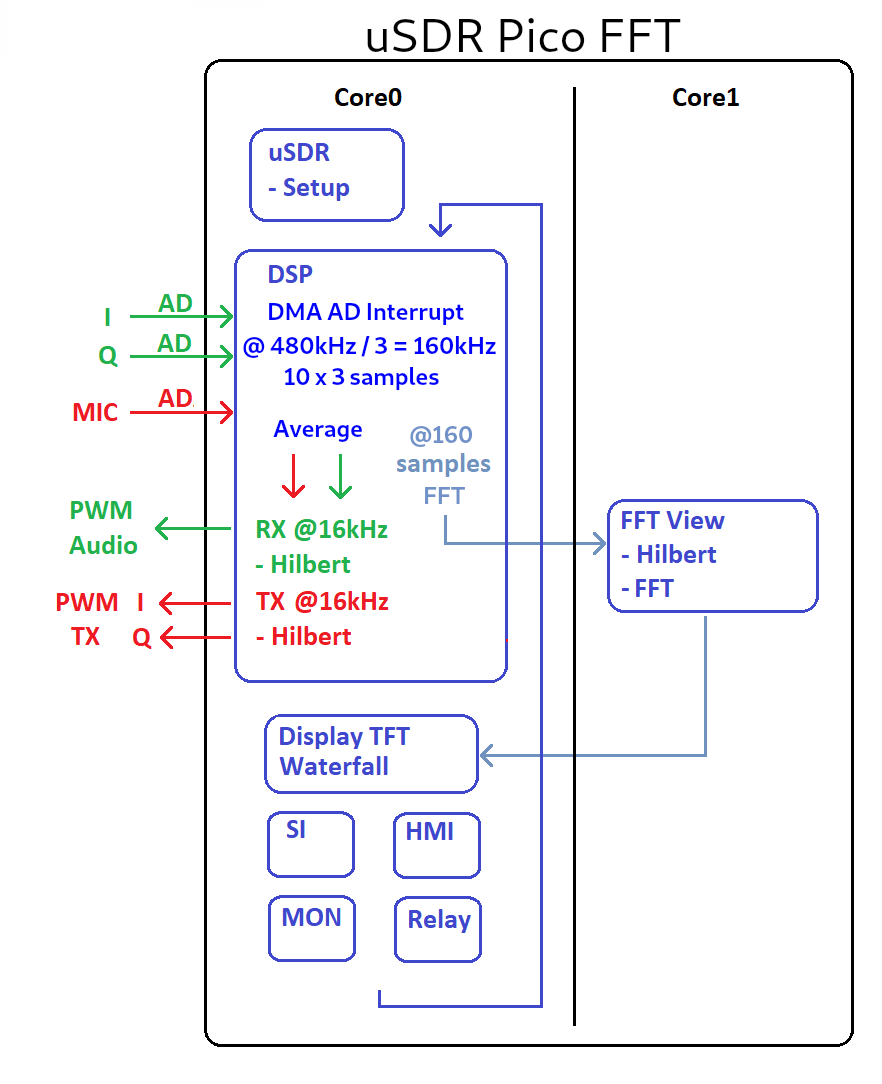 uSDR Pico FFT
Core0
Core1
uSDR
- Setup
DSP
DMA AD Interrupt
@ 480kHz / 3 = 160kHz
10 x 3 samples
I
AD
Q
AD
MIC
AD
Average
@160
samples
FFT
PWM
Audio
RX @16kHz
- Hilbert
PWM I
TX Q
TX @16kHz
- Hilbert
FFT View
- Hilbert
- FFT
Display TFT
Waterfall
SI
HMI
MON
Relay